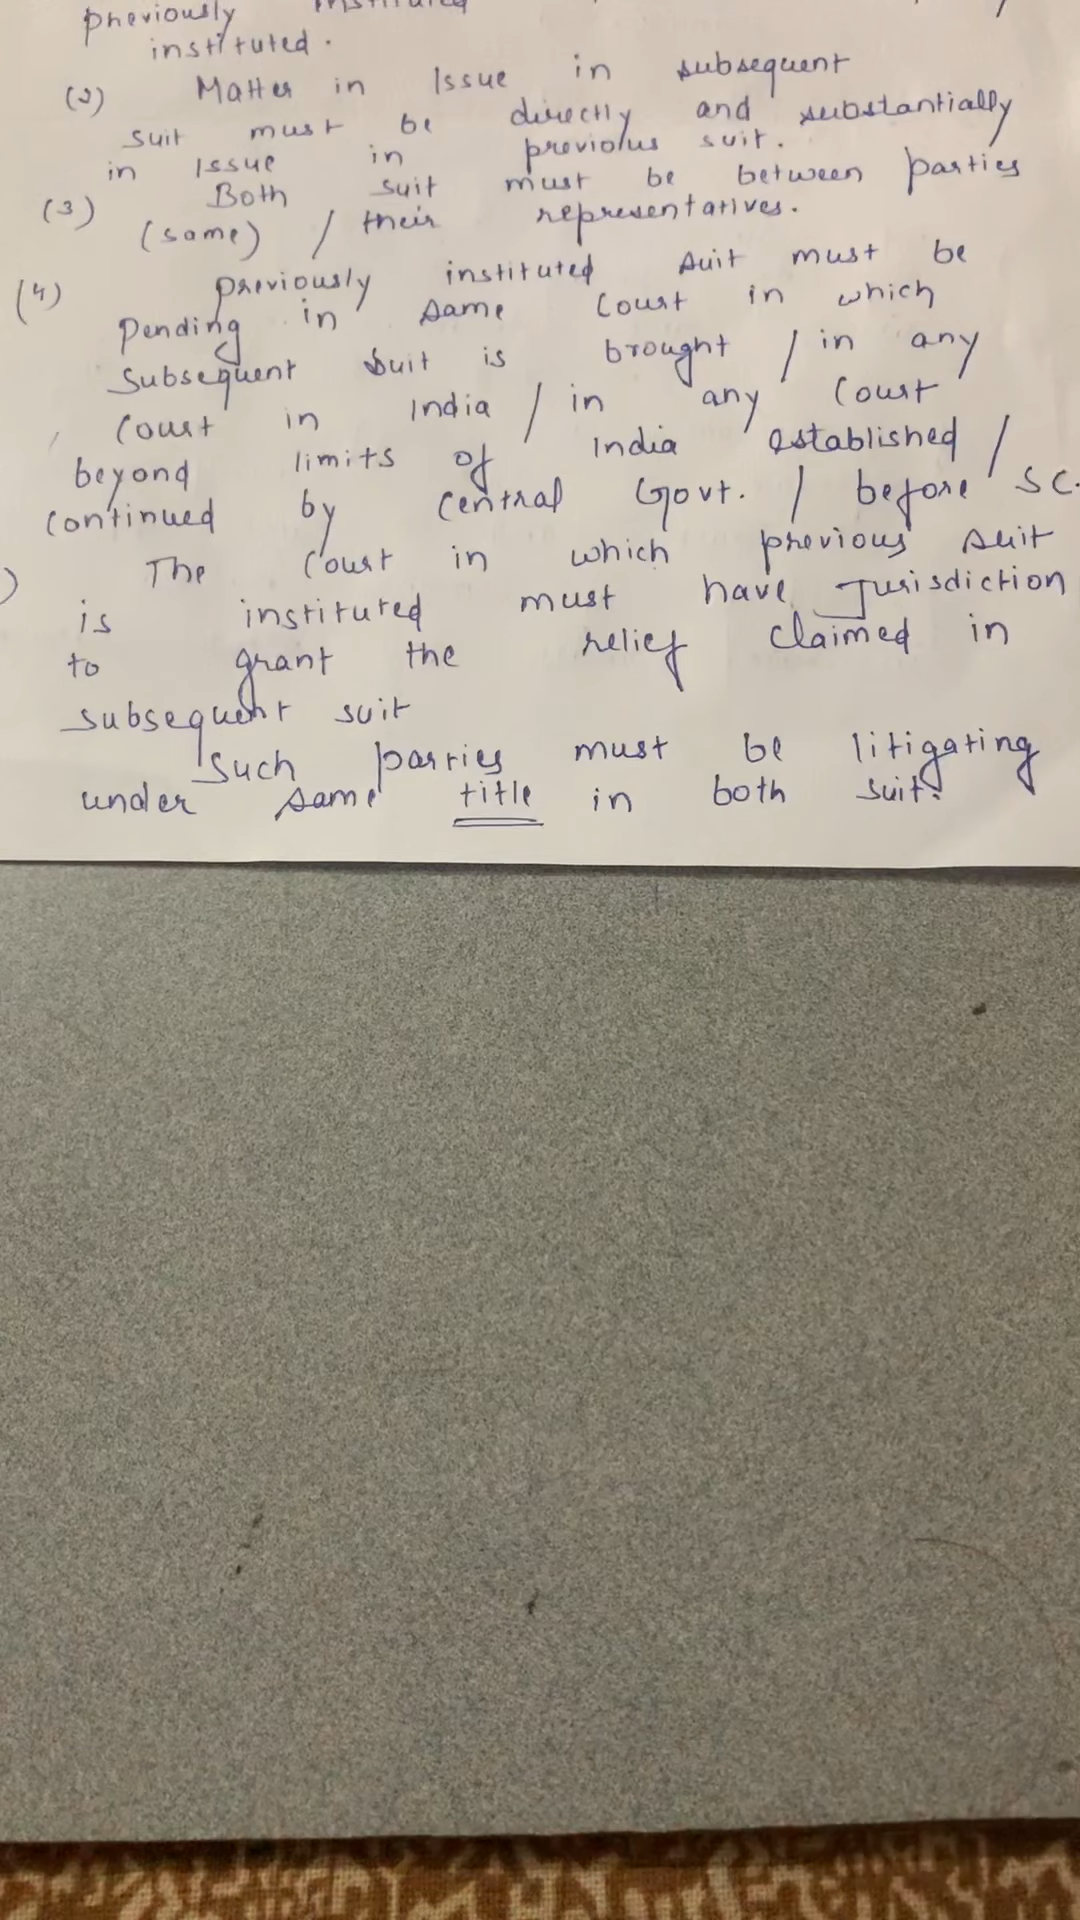 previously instituted
instituted.
(2) Matter in Issue in subsequent
suit must be directly and substantially
in Issue in previolus suit.
(3) Both suit must be between parties
(same) / their representatives.
(4) previously instituted suit must be
pending in same court in which
subsequent suit is brought / in any
court in India / in any court
beyond limits of India established /
continued by central Govt. / before SC.
) The court in which previous suit
is instituted must have Jurisdiction
to grant the relief claimed in
subsequent suit
Such parties must be litigating
under same title in both suit.